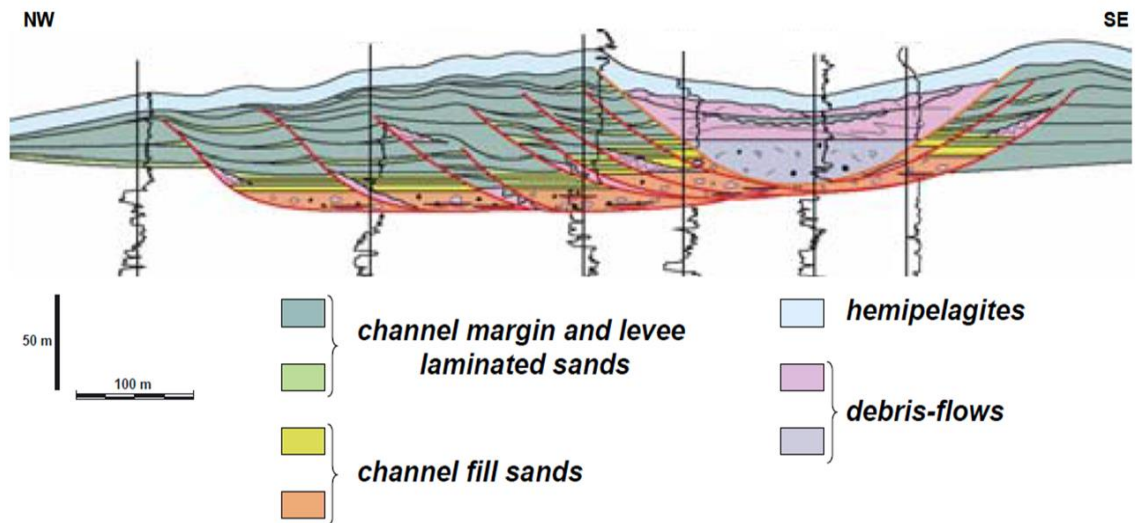 NW
SE
50 m
100 m
channel margin and levee
laminated sands
channel fill sands
hemipelagites
debris-flows